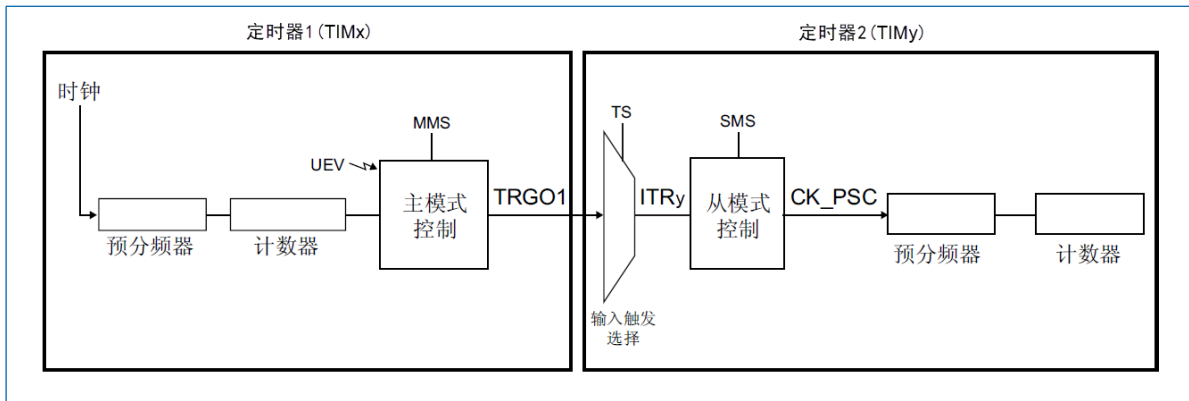 定时器1(TIMx)
定时器2(TIMy)
时钟
MMS
UEV
主模式
控制
TRGO1
预分频器
计数器
TS
SMS
ITRy
从模式
控制
CK_PSC
预分频器
计数器
输入触发
选择